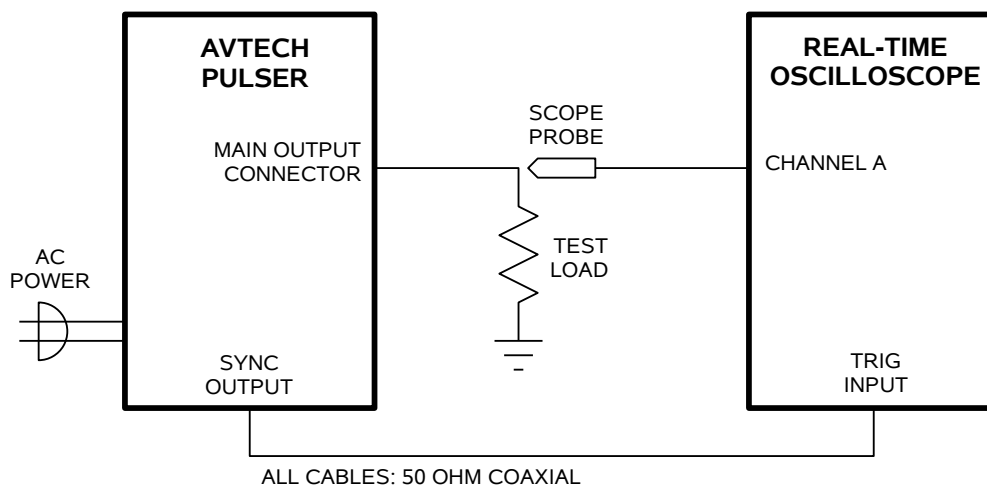 AVTECH
PULSER
REAL-TIME
OSCILLOSCOPE
SCOPE
PROBE
MAIN OUTPUT
CONNECTOR
CHANNEL A
TEST
LOAD
AC
POWER
SYNC
OUTPUT
TRIG
INPUT
ALL CABLES: 50 OHM COAXIAL